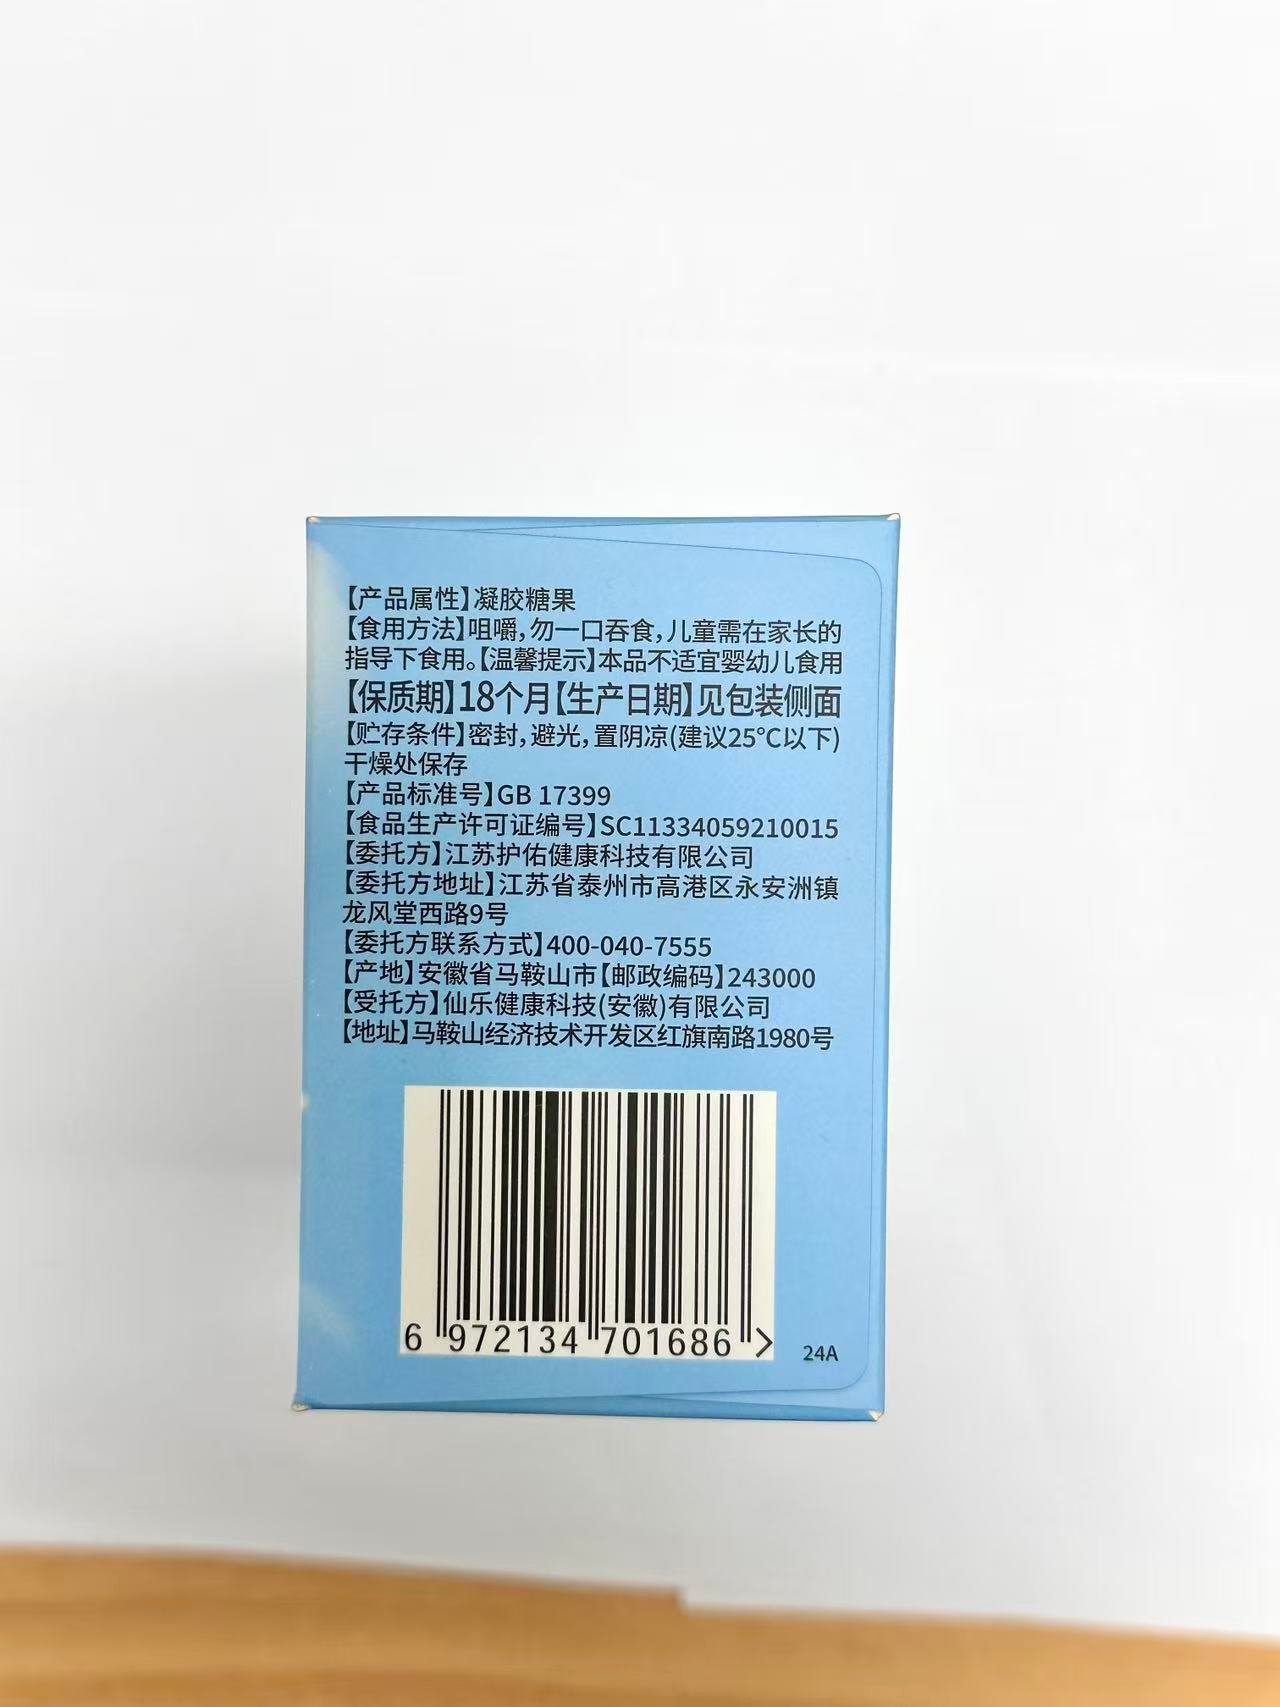 【产品属性】凝胶糖果
【食用方法】咀嚼,勿一口吞食,儿童需在家长的
指导下食用。【温馨提示】本品不适宜婴幼儿食用
【保质期】18个月【生产日期】见包装侧面
【贮存条件】密封,避光,置阴凉(建议25℃以下)
干燥处保存
【产品标准号】GB 17399
【食品生产许可证编号】SC11334059210015
【委托方】江苏护佑健康科技有限公司
【委托方地址】江苏省泰州市高港区永安洲镇
龙风堂西路9号
【委托方联系方式】400-040-7555
【产地】安徽省马鞍山市【邮政编码】243000
【受托方】仙乐健康科技(安徽)有限公司
【地址】马鞍山经济技术开发区红旗南路1980号
6 972134 701686 >
24A